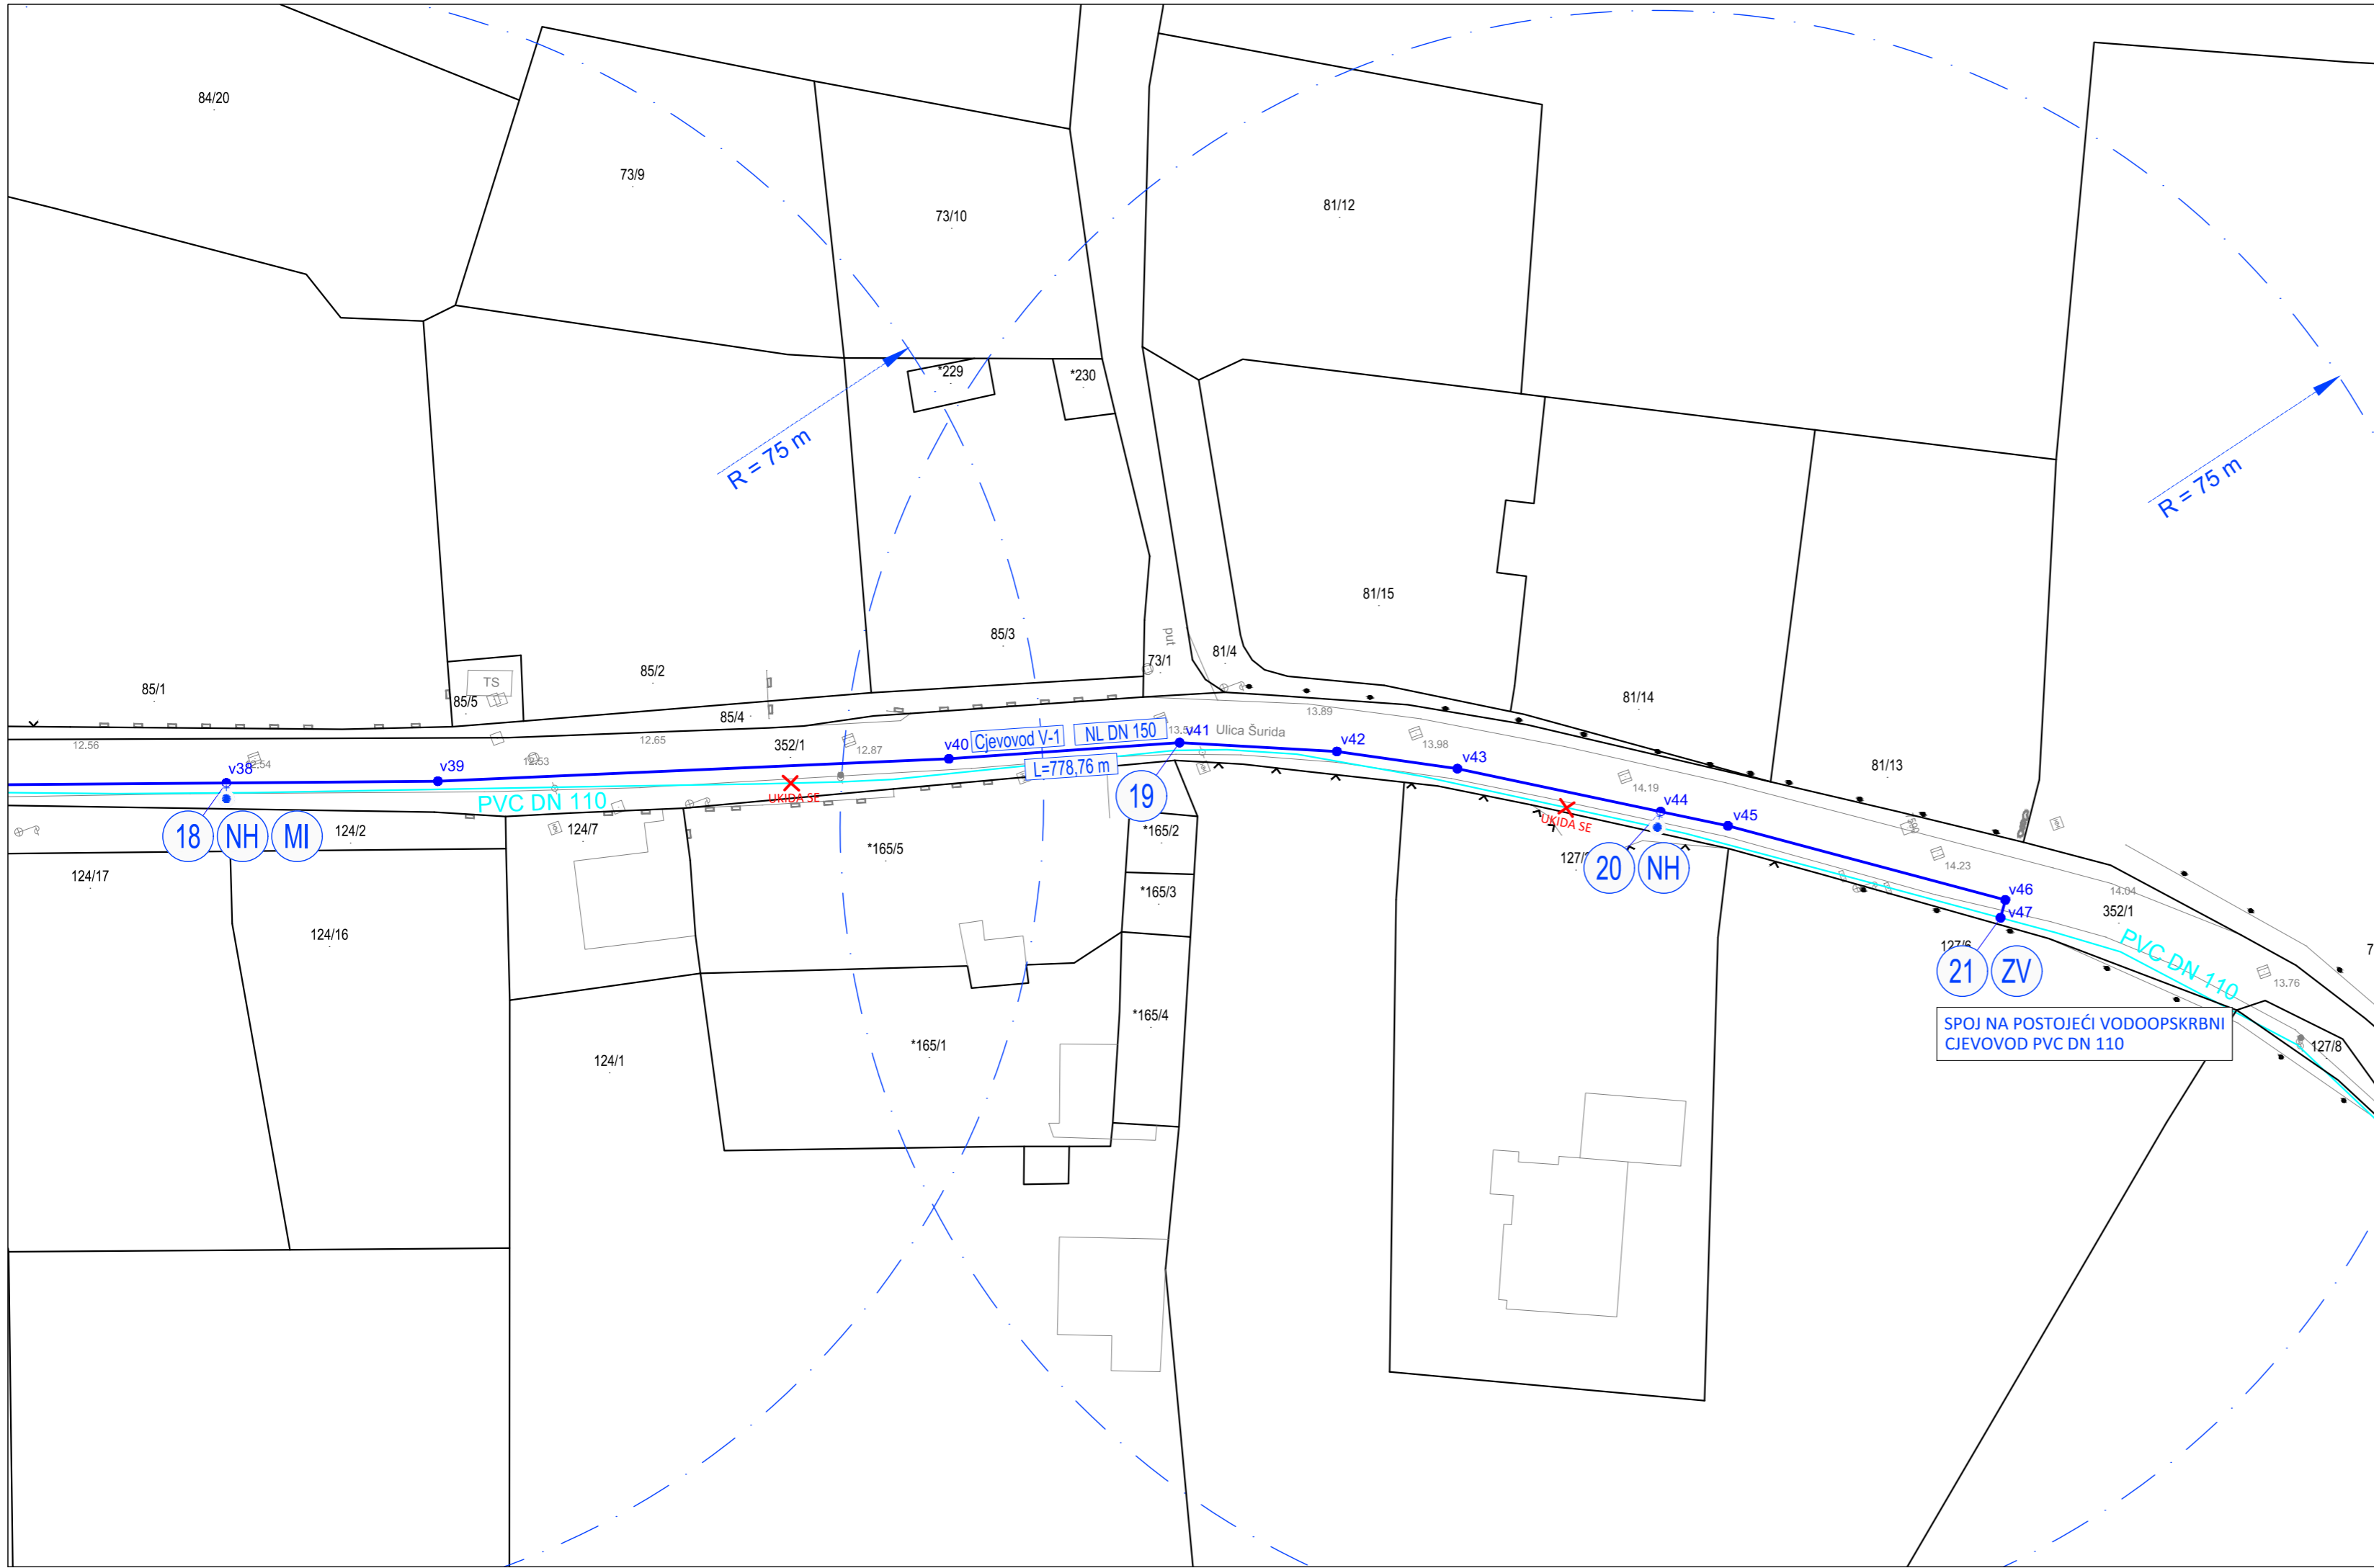 84/20
73/9
73/10
81/12
*229
*230
R = 75 m
R = 75 m
81/15
85/3
put
73/1
81/4
85/1
85/2
TS
85/5
85/4
81/14
81/13
12.56
12.54
12.53
12.65
352/1
12.87
v38
v39
v40
Cjevovod V-1
NL DN 150
L=778,76 m
v41
Ulica Šurida
13.89
v42
13.98
v43
14.19
v44
v45
14.23
v46
v47
14.04
352/1
13.76
UKIDA SE
UKIDA SE
PVC DN 110
PVC DN 110
18
NH
MI
19
20
NH
21
ZV
124/2
124/7
124/17
124/16
*165/5
*165/2
*165/3
*165/4
*165/1
124/1
127/6
127/8
SPOJ NA POSTOJEĆI VODOOPSKRBNI
CJEVOVOD PVC DN 110